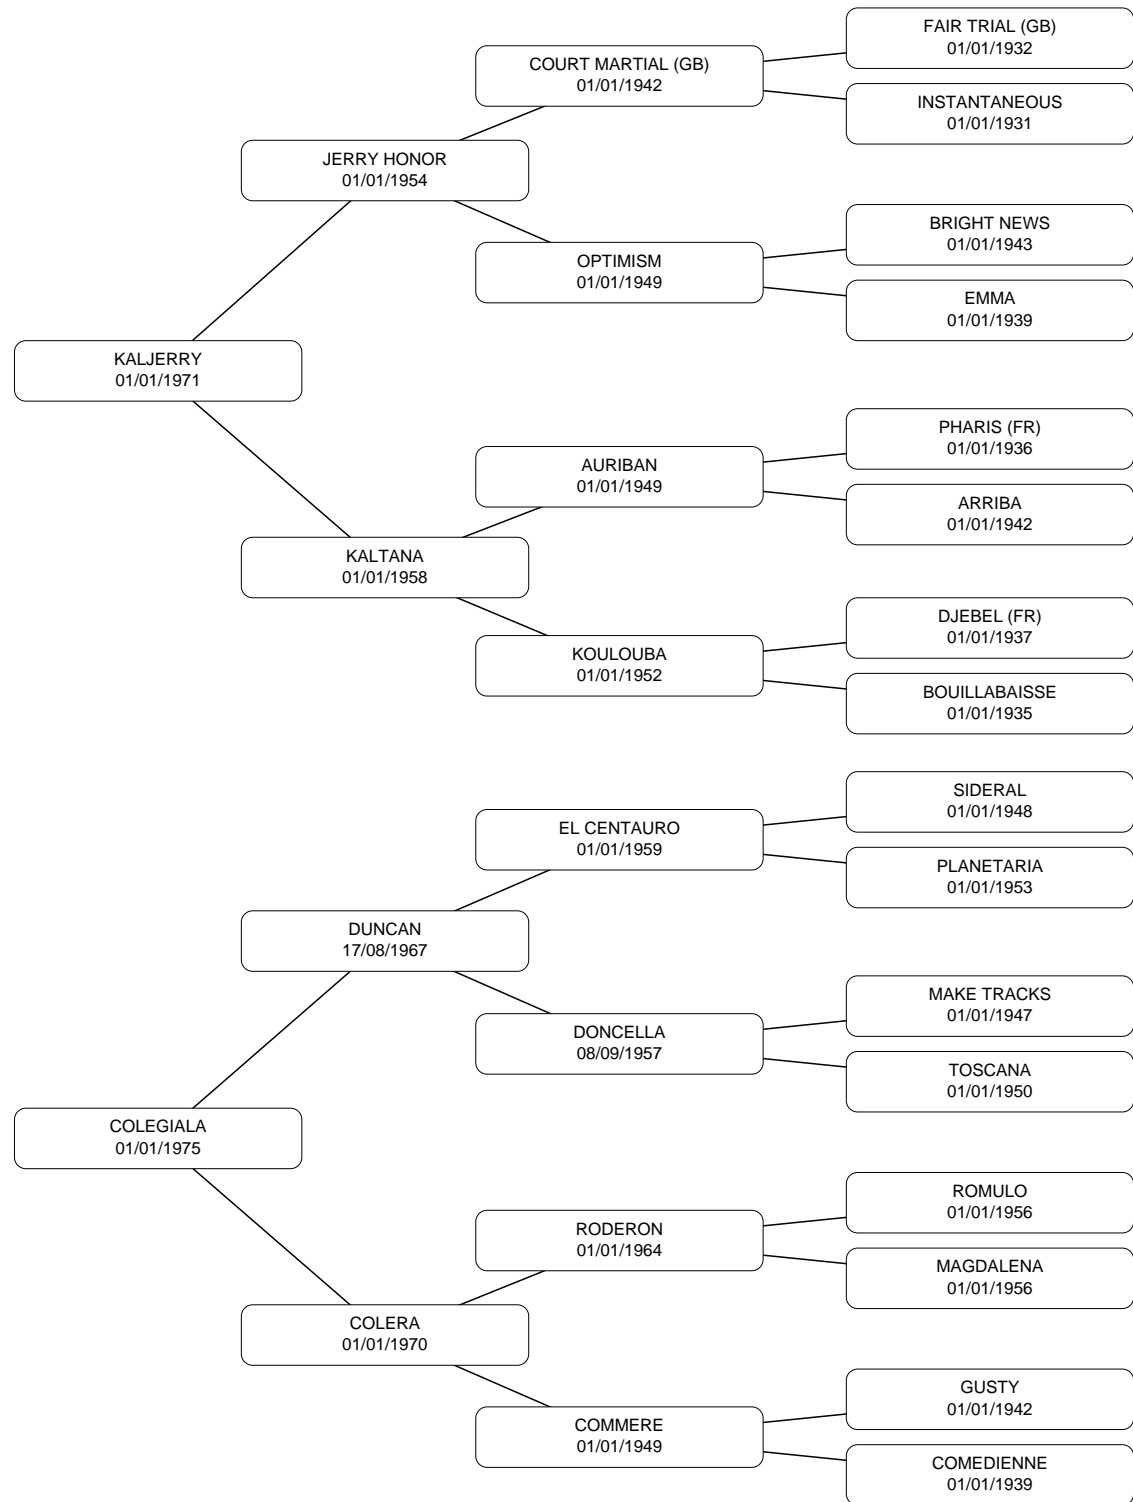 FAIR TRIAL (GB)
01/01/1932
COURT MARTIAL (GB)
01/01/1942
INSTANTANEOUS
01/01/1931
JERRY HONOR
01/01/1954
BRIGHT NEWS
01/01/1943
OPTIMISM
01/01/1949
EMMA
01/01/1939
KALJERRY
01/01/1971
PHARIS (FR)
01/01/1936
AURIBAN
01/01/1949
ARRIBA
01/01/1942
KALTANA
01/01/1958
DJEBEL (FR)
01/01/1937
KOULOUBA
01/01/1952
BOUILLABAISSE
01/01/1935
SIDERAL
01/01/1948
EL CENTAURO
01/01/1959
PLANETARIA
01/01/1953
DUNCAN
17/08/1967
MAKE TRACKS
01/01/1947
DONCELLA
08/09/1957
TOSCANA
01/01/1950
COLEGIALA
01/01/1975
ROMULO
01/01/1956
RODERON
01/01/1964
MAGDALENA
01/01/1956
COLERA
01/01/1970
GUSTY
01/01/1942
COMMERE
01/01/1949
COMEDIENNE
01/01/1939